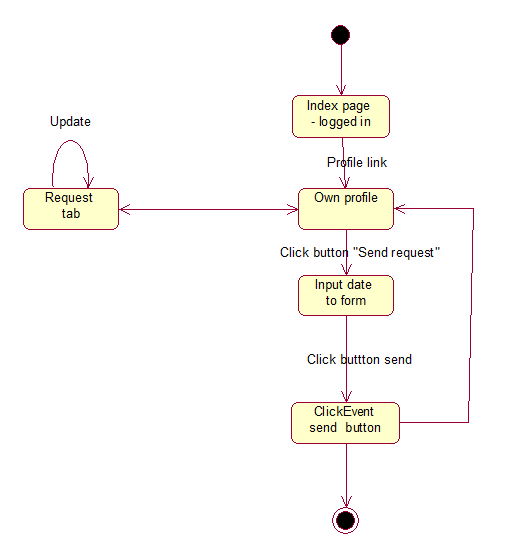 Index page
- logged in
Profile link
Update
Request
tab
Own profile
Click button "Send request"
Input date
to form
Click buttton send
ClickEvent
send button